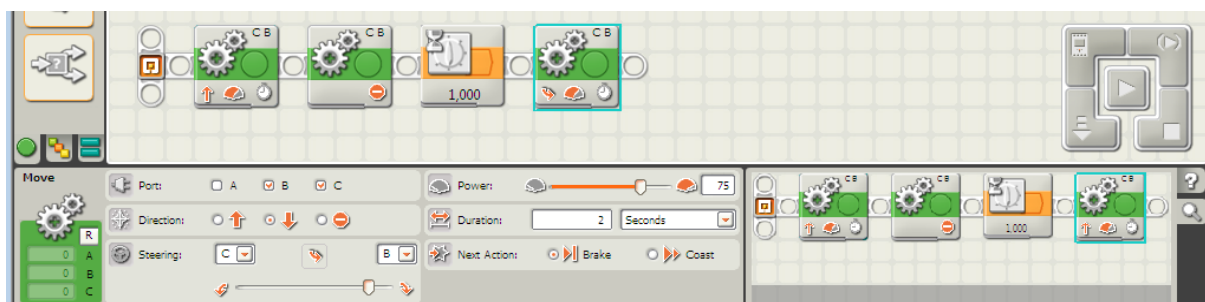 C B
C B
C B
1,000
Move
R
0 A
0 B
0 C
Port: A B C
Direction:
Steering: C B
Power: 75
Duration: 2 Seconds
Next Action: Brake Coast
C B
C B
C B
1.000
?